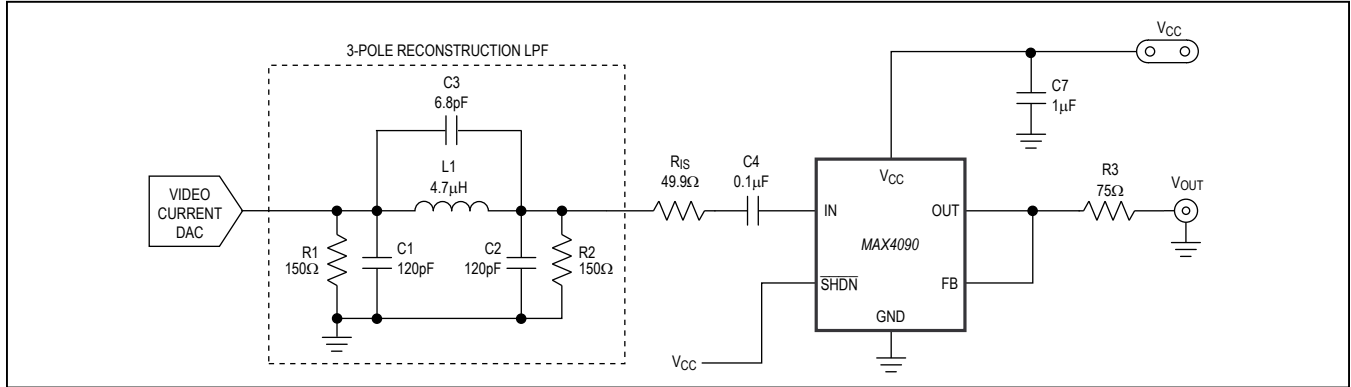 3-POLE RECONSTRUCTION LPF
C3
6.8pF
L1
4.7µH
VIDEO
CURRENT
DAC
R1
150Ω
C1
120pF
C2
120pF
R2
150Ω
RIS
49.9Ω
C4
0.1µF
VCC
C7
1µF
VCC
IN
OUT
MAX4090
SHDN
FB
GND
VCC
R3
75Ω
VOUT